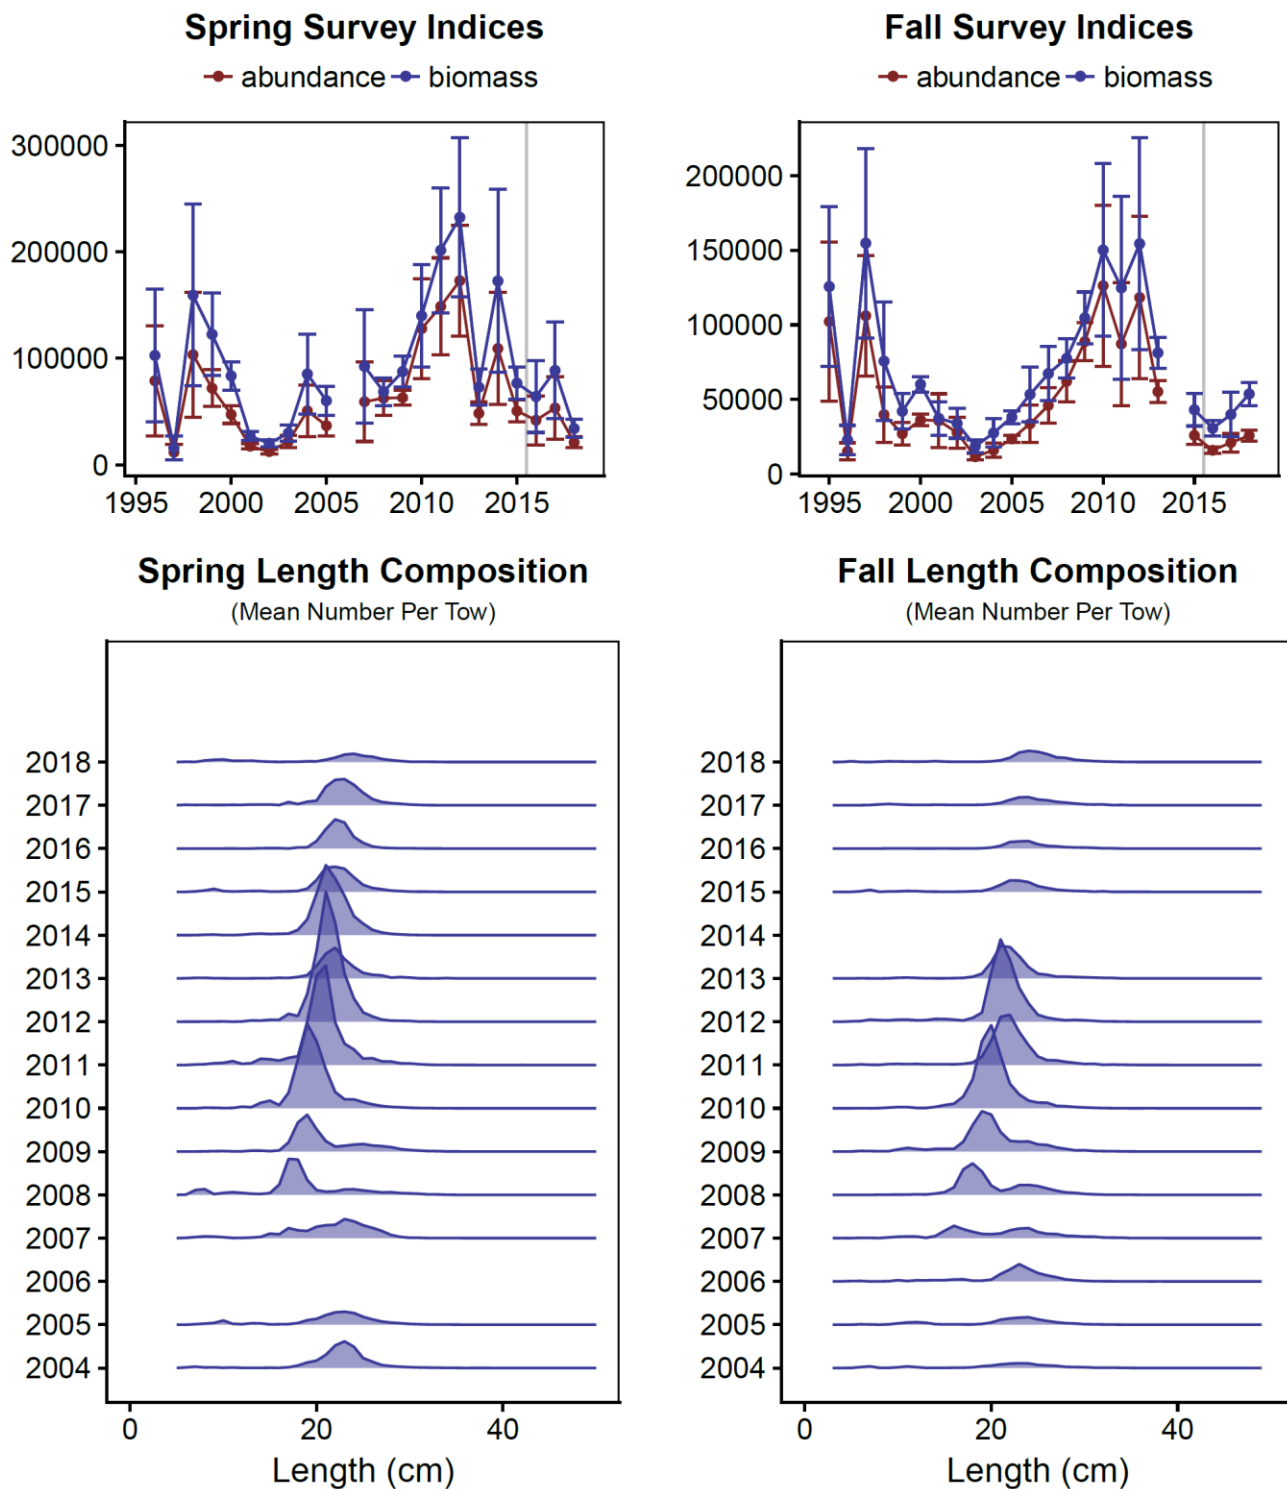 Spring Survey Indices
abundance biomass
300000
200000
100000
0
1995 2000 2005 2010 2015
Fall Survey Indices
abundance biomass
200000
150000
100000
50000
0
1995 2000 2005 2010 2015
Spring Length Composition
(Mean Number Per Tow)
2018
2017
2016
2015
2014
2013
2012
2011
2010
2009
2008
2007
2006
2005
2004
0 20 40
Length (cm)
Fall Length Composition
(Mean Number Per Tow)
2018
2017
2016
2015
2014
2013
2012
2011
2010
2009
2008
2007
2006
2005
2004
0 20 40
Length (cm)